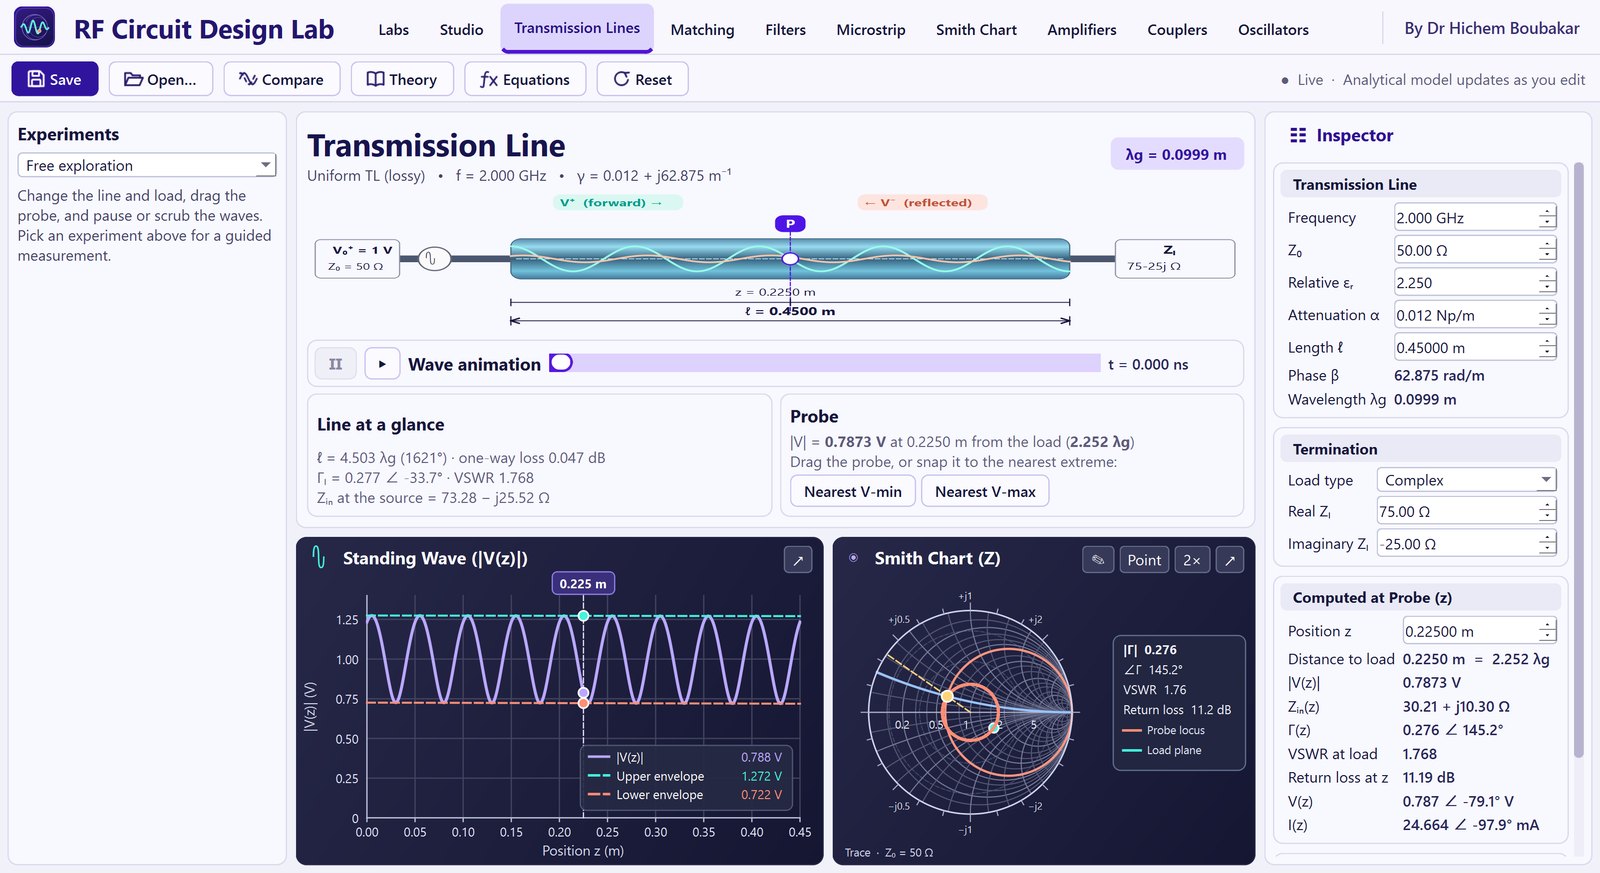 RF Circuit Design Lab
Labs
Studio
Transmission Lines
Matching
Filters
Microstrip
Smith Chart
Amplifiers
Couplers
Oscillators
By Dr Hichem Boubakar
Save
Open...
Compare
Theory
fx Equations
Reset
● Live · Analytical model updates as you edit
Experiments
Free exploration
Change the line and load, drag the
probe, and pause or scrub the waves.
Pick an experiment above for a guided
measurement.
Transmission Line
λg = 0.0999 m
Uniform TL (lossy) • f = 2.000 GHz • γ = 0.012 + j62.875 m⁻¹
V⁺ (forward) →
← V⁻ (reflected)
P
V₀⁺ = 1 V
Z₀ = 50 Ω
Zₗ
75-25j Ω
z = 0.2250 m
ℓ = 0.4500 m
Wave animation
t = 0.000 ns
Line at a glance
ℓ = 4.503 λg (1621°) · one-way loss 0.047 dB
Γₗ = 0.277 ∠ -33.7° · VSWR 1.768
Zᵢₙ at the source = 73.28 − j25.52 Ω
Probe
|V| = 0.7873 V at 0.2250 m from the load (2.252 λg)
Drag the probe, or snap it to the nearest extreme:
Nearest V-min
Nearest V-max
Standing Wave (|V(z)|)
↗
0.225 m
1.25
1.00
0.75
0.50
0.25
0
|V(z)| (V)
|V(z)| 0.788 V
Upper envelope 1.272 V
Lower envelope 0.722 V
0.00 0.05 0.10 0.15 0.20 0.25 0.30 0.35 0.40 0.45
Position z (m)
Smith Chart (Z)
✎
Point
2×
↗
+j1
+j0.5
+j2
0.2 0.5 1 2 5
-j0.5
-j2
-j1
|Γ| 0.276
∠Γ 145.2°
VSWR 1.76
Return loss 11.2 dB
Probe locus
Load plane
Trace · Z₀ = 50 Ω
Inspector
Transmission Line
Frequency 2.000 GHz
Z₀ 50.00 Ω
Relative εᵣ 2.250
Attenuation α 0.012 Np/m
Length ℓ 0.45000 m
Phase β 62.875 rad/m
Wavelength λg 0.0999 m
Termination
Load type Complex
Real Zₗ 75.00 Ω
Imaginary Zₗ -25.00 Ω
Computed at Probe (z)
Position z 0.22500 m
Distance to load 0.2250 m = 2.252 λg
|V(z)| 0.7873 V
Zᵢₙ(z) 30.21 + j10.30 Ω
Γ(z) 0.276 ∠ 145.2°
VSWR at load 1.768
Return loss at z 11.19 dB
V(z) 0.787 ∠ -79.1° V
I(z) 24.664 ∠ -97.9° mA